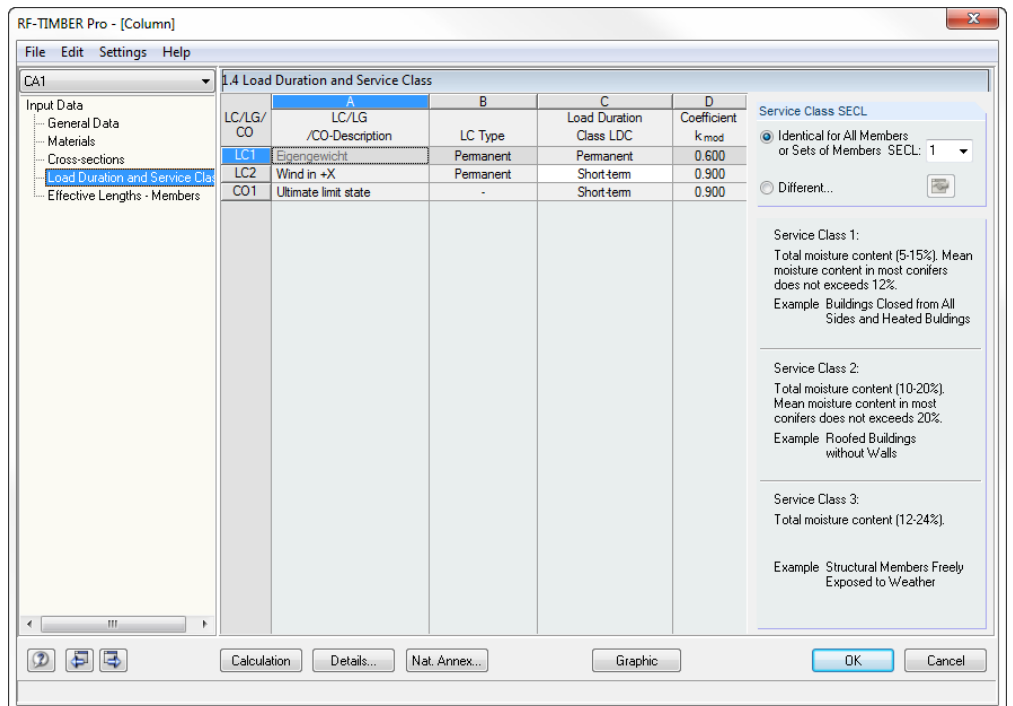 RF-TIMBER Pro - [Column]
x
File Edit Settings Help
CA1
Input Data
General Data
Materials
Cross-sections
Load Duration and Service Clas
Effective Lengths - Members
1.4 Load Duration and Service Class
A B C D
LC/LG/ LC/LG Load Duration Coefficient
CO /CO-Description LC Type Class LDC k mod
LC1 Eigengewicht Permanent Permanent 0.600
LC2 Wind in +X Permanent Short-term 0.900
CO1 Ultimate limit state - Short-term 0.900
Service Class SECL
Identical for All Members
or Sets of Members SECL: 1
Different...
Service Class 1:
Total moisture content (5-15%). Mean
moisture content in most conifers
does not exceeds 12%.
Example Buildings Closed from All
Sides and Heated Buldings
Service Class 2:
Total moisture content (10-20%).
Mean moisture content in most
conifers does not exceeds 20%.
Example Roofed Buildings
without Walls
Service Class 3:
Total moisture content (12-24%).
Example Structural Members Freely
Exposed to Weather
Calculation Details... Nat. Annex... Graphic OK Cancel